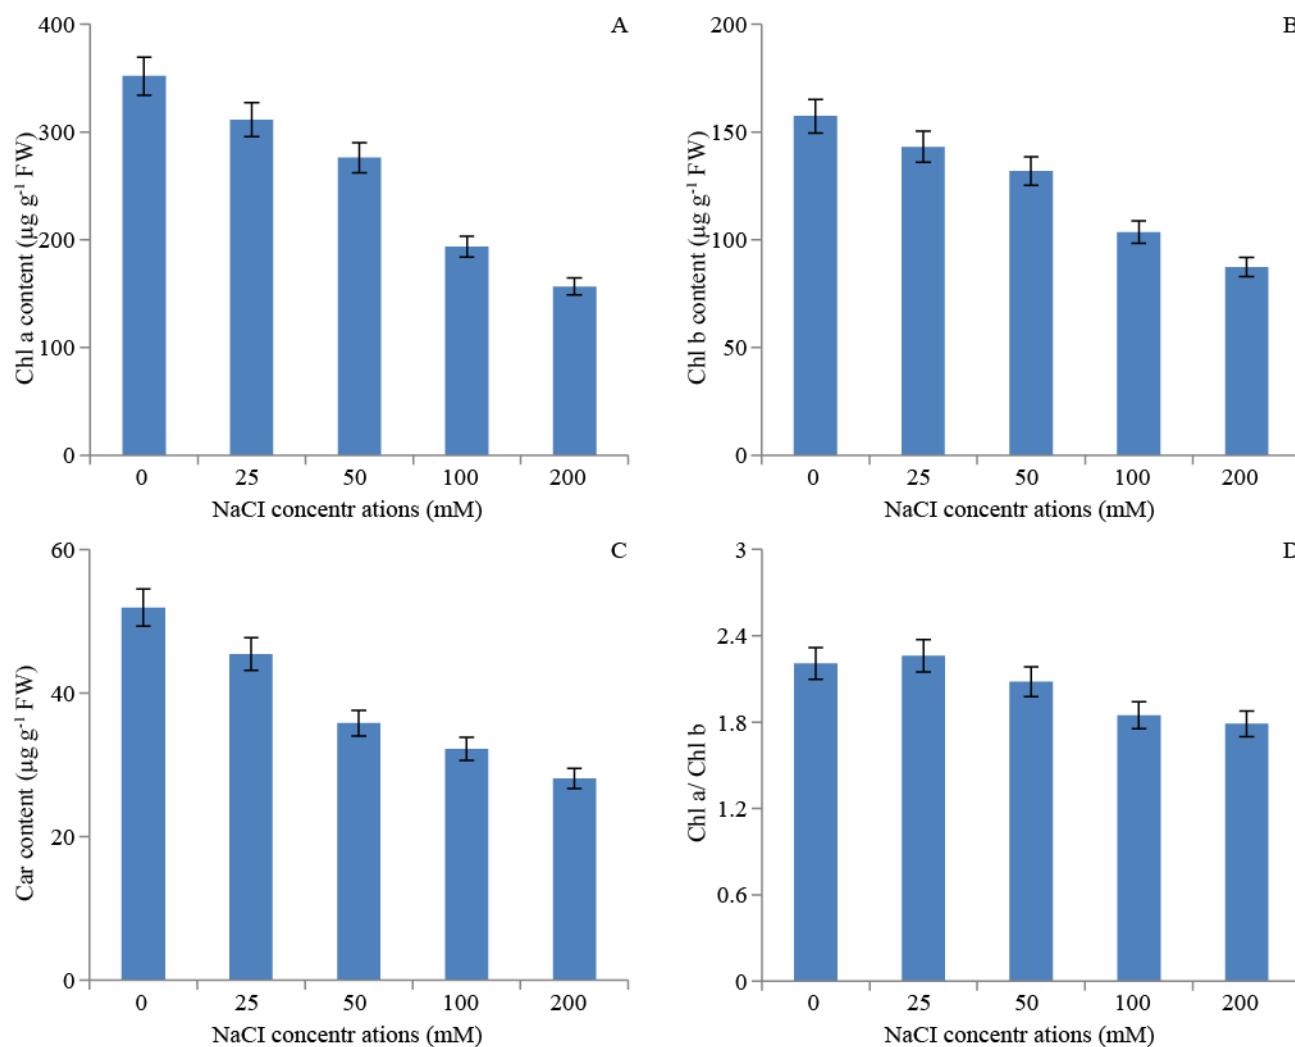 A
400
300
200
100
0
Chl a content (µg g⁻¹ FW)
0 25 50 100 200
NaCI concentr ations (mM)
B
200
150
100
50
0
Chl b content (µg g⁻¹ FW)
0 25 50 100 200
NaCI concentr ations (mM)
C
60
40
20
0
Car content (µg g⁻¹ FW)
0 25 50 100 200
NaCI concentr ations (mM)
D
3
2.4
1.8
1.2
0.6
0
Chl a/ Chl b
0 25 50 100 200
NaCI concentr ations (mM)